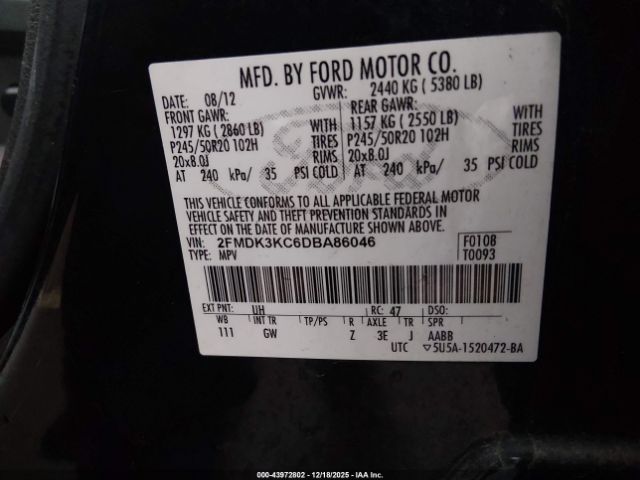 MFD. BY FORD MOTOR CO.
DATE: 08/12 GVWR: 2440 KG ( 5380 LB)
FRONT GAWR: REAR GAWR:
1297 KG ( 2860 LB) WITH 1157 KG ( 2550 LB) WITH
P245/50R20 102H TIRES P245/50R20 102H TIRES
20x8.0J RIMS 20x8.0J RIMS
AT 240 kPa/ 35 PSI COLD AT 240 kPa/ 35 PSI COLD
THIS VEHICLE CONFORMS TO ALL APPLICABLE FEDERAL MOTOR
VEHICLE SAFETY AND THEFT PREVENTION STANDARDS IN
EFFECT ON THE DATE OF MANUFACTURE SHOWN ABOVE.
VIN: 2FMDK3KC6DBA86046 F0108
TYPE: MPV T0093
EXT PNT: UH RC: 47 DSO:
WB INT TR TP/PS R AXLE TR SPR
111 GW Z 3E J AABB
UTC ▽5U5A-1520472-BA
Ford
000-43972802 - 12/18/2025 - IAAI.com